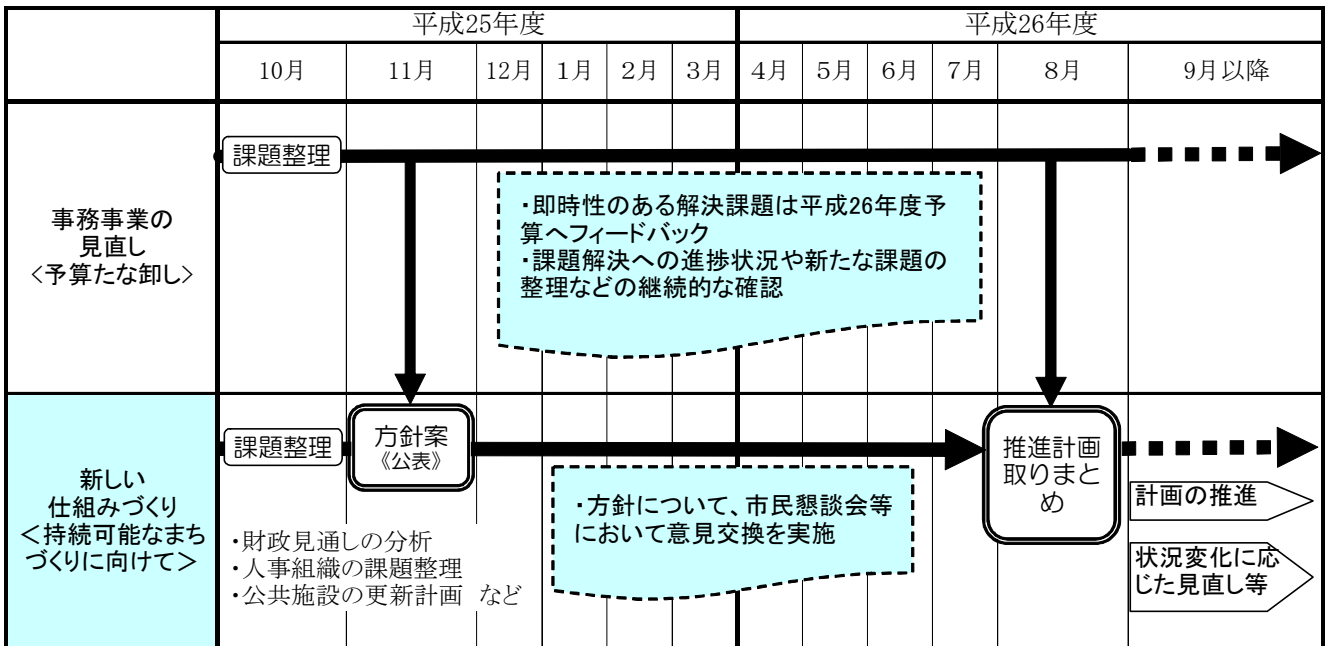 平成25年度
平成26年度
10月
11月
12月
1月
2月
3月
4月
5月
6月
7月
8月
9月以降
事務事業の
見直し
<予算たな卸し>
課題整理
・即時性のある解決課題は平成26年度予
算へフィードバック
・課題解決への進捗状況や新たな課題の
整理などの継続的な確認
新しい
仕組みづくり
<持続可能なまち
づくりに向けて>
課題整理
方針案
《公表》
推進計画
取りまと
め
・財政見通しの分析
・人事組織の課題整理
・公共施設の更新計画 など
・方針について、市民懇談会等
において意見交換を実施
計画の推進
状況変化に応
じた見直し等